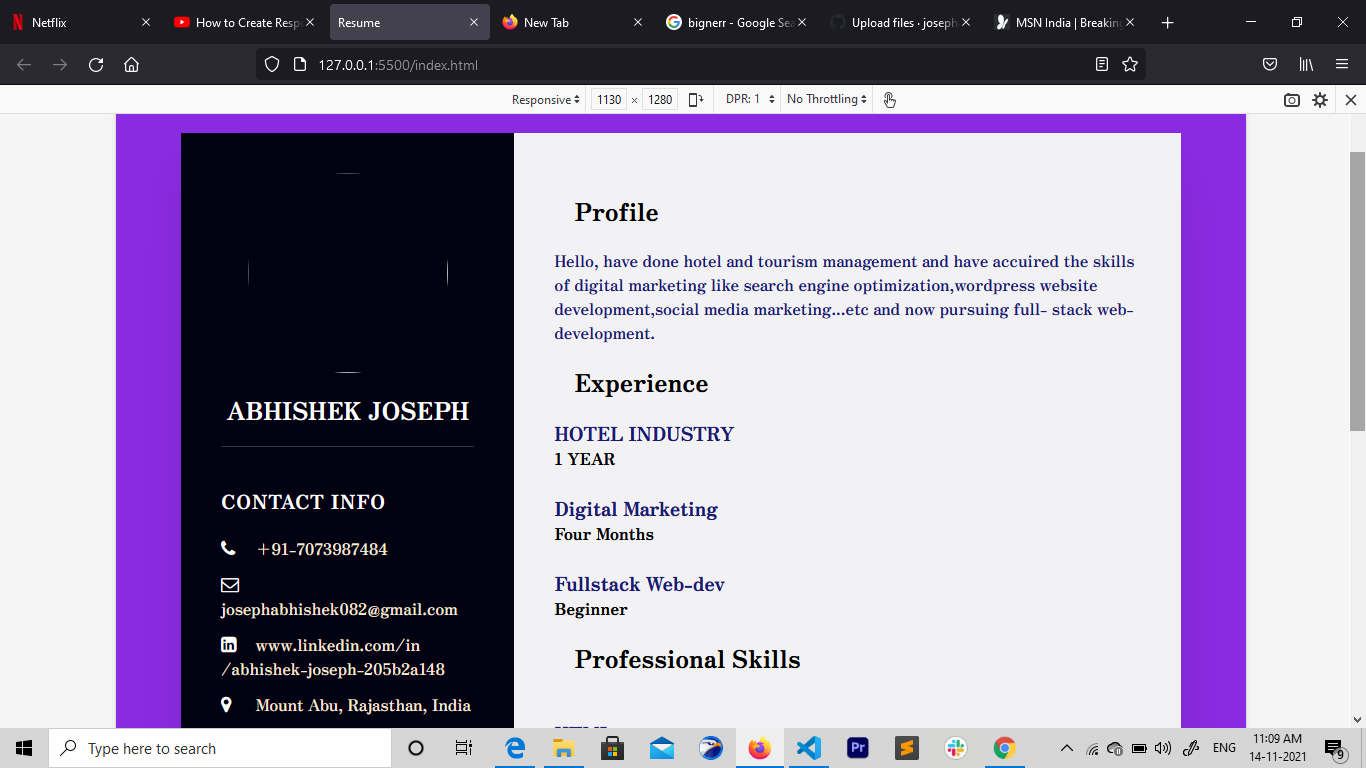 Netflix
How to Create Resp
Resume
New Tab
bignerr - Google Sea
Upload files · joseph
MSN India | Breaking
127.0.0.1:5500/index.html
Responsive
1130 × 1280
DPR: 1
No Throttling
ABHISHEK JOSEPH
CONTACT INFO
+91-7073987484
josephabhishek082@gmail.com
www.linkedin.com/in
/abhishek-joseph-205b2a148
Mount Abu, Rajasthan, India
Profile
Hello, have done hotel and tourism management and have accuired the skills
of digital marketing like search engine optimization,wordpress website
development,social media marketing...etc and now pursuing full- stack web-
development.
Experience
HOTEL INDUSTRY
1 YEAR
Digital Marketing
Four Months
Fullstack Web-dev
Beginner
Professional Skills
Type here to search
Pr
ENG
11:09 AM
14-11-2021
9